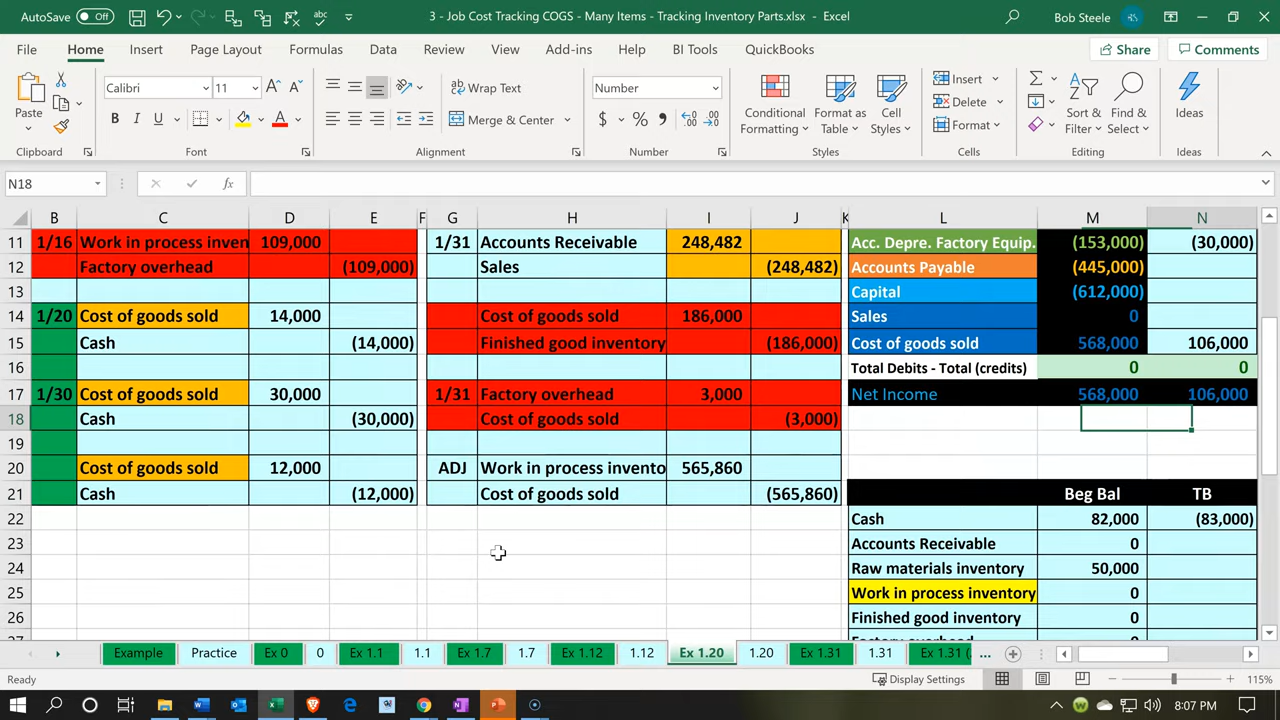 AutoSave Off 3 - Job Cost Tracking COGS - Many Items - Tracking Inventory Parts.xlsx - Excel Bob Steele
File Home Insert Page Layout Formulas Data Review View Add-ins Help BI Tools QuickBooks Share Comments
Paste Calibri 11 Wrap Text Number Conditional Formatting Format as Table Cell Styles Insert Σ Sort & Filter Find & Select Ideas
B I U A Merge & Center $ % Delete
Format
Clipboard Font Alignment Number Styles Cells Editing Ideas
N18 fx
B C D E F G H I J K L M N
11 1/16 Work in process inven 109,000 1/31 Accounts Receivable 248,482 Acc. Depre. Factory Equip. (153,000) (30,000)
12 Factory overhead (109,000) Sales (248,482) Accounts Payable (445,000)
13 Capital (612,000)
14 1/20 Cost of goods sold 14,000 Cost of goods sold 186,000 Sales 0
15 Cash (14,000) Finished good inventory (186,000) Cost of goods sold 568,000 106,000
16 Total Debits - Total (credits) 0 0
17 1/30 Cost of goods sold 30,000 1/31 Factory overhead 3,000 Net Income 568,000 106,000
18 Cash (30,000) Cost of goods sold (3,000)
19
20 Cost of goods sold 12,000 ADJ Work in process invento 565,860
21 Cash (12,000) Cost of goods sold (565,860) Beg Bal TB
22 Cash 82,000 (83,000)
23 Accounts Receivable 0
24 Raw materials inventory 50,000
25 Work in process inventory 0
26 Finished good inventory 0
Example Practice Ex 0 0 Ex 1.1 1.1 Ex 1.7 1.7 Ex 1.12 1.12 Ex 1.20 1.20 Ex 1.31 1.31 Ex 1.31 ( ...
Ready Display Settings 115%
8:07 PM